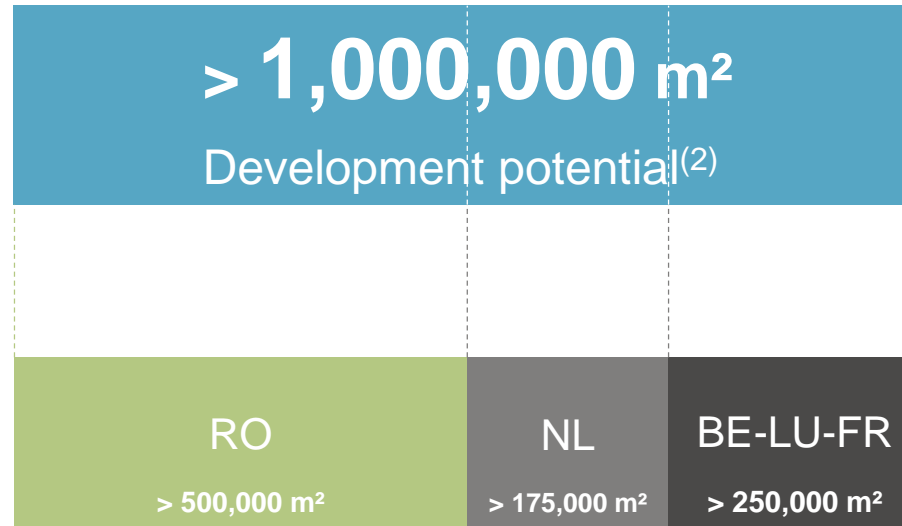 > 1,000,000 m²
Development potential(2)
RO
NL
BE-LU-FR
> 500,000 m²
> 175,000 m²
> 250,000 m²